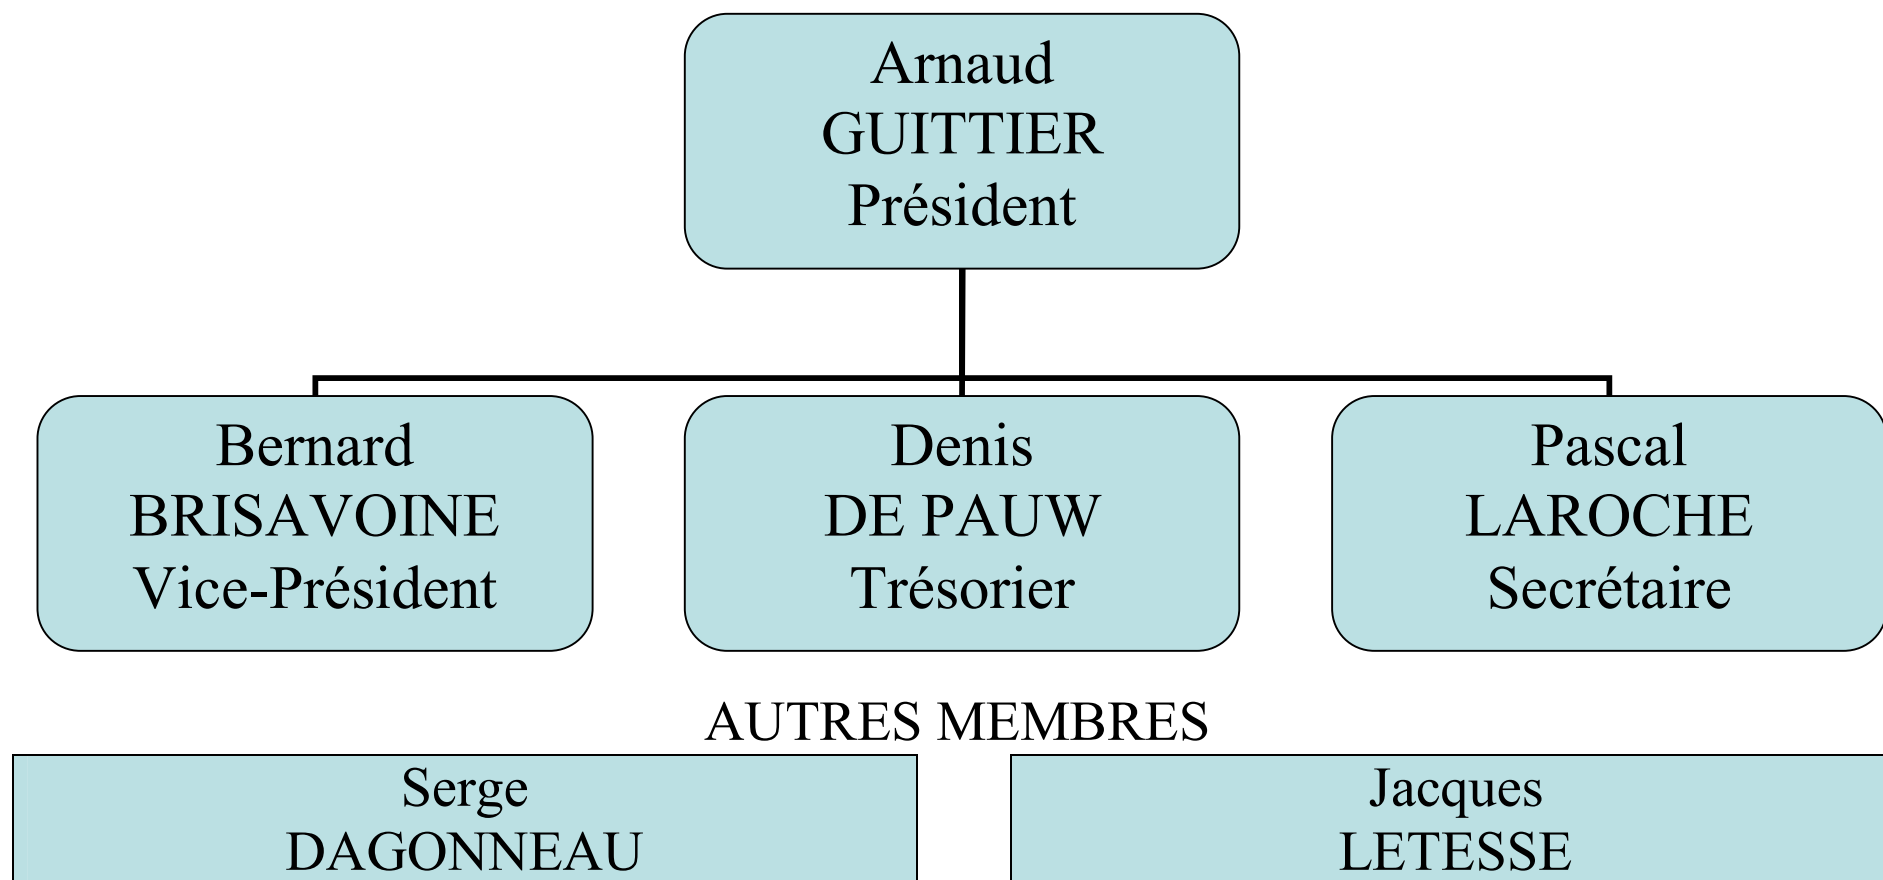 Arnaud
GUITTIER
Président
Bernard
BRISAVOINE
Vice-Président
Denis
DE PAUW
Trésorier
Pascal
LAROCHE
Secrétaire
AUTRES MEMBRES
Serge
DAGONNEAU
Jacques
LETESSE